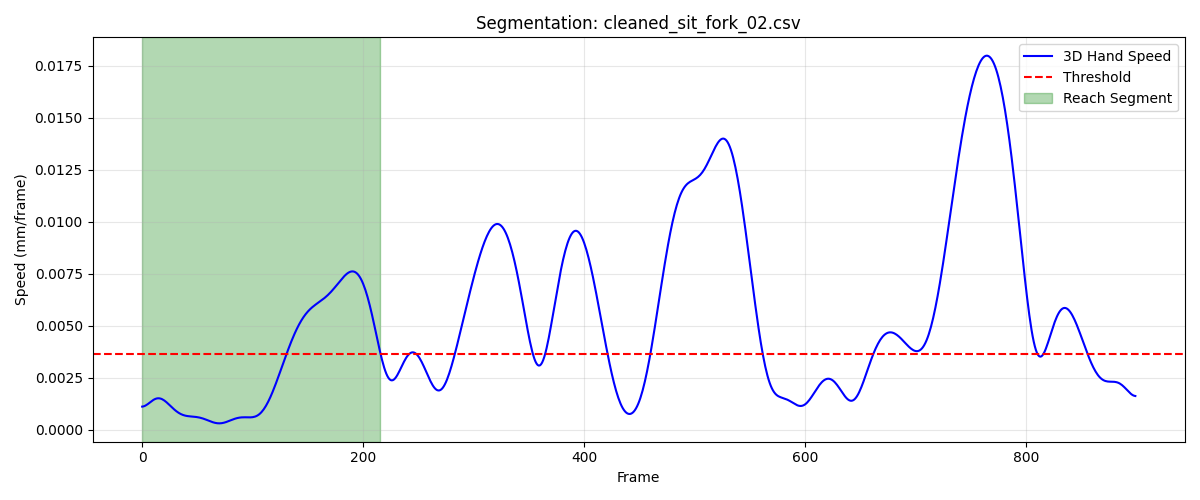 Segmentation: cleaned_sit_fork_02.csv
3D Hand Speed
Threshold
Reach Segment
Speed (mm/frame)
0.0175
0.0150
0.0125
0.0100
0.0075
0.0050
0.0025
0.0000
0 200 400 600 800
Frame